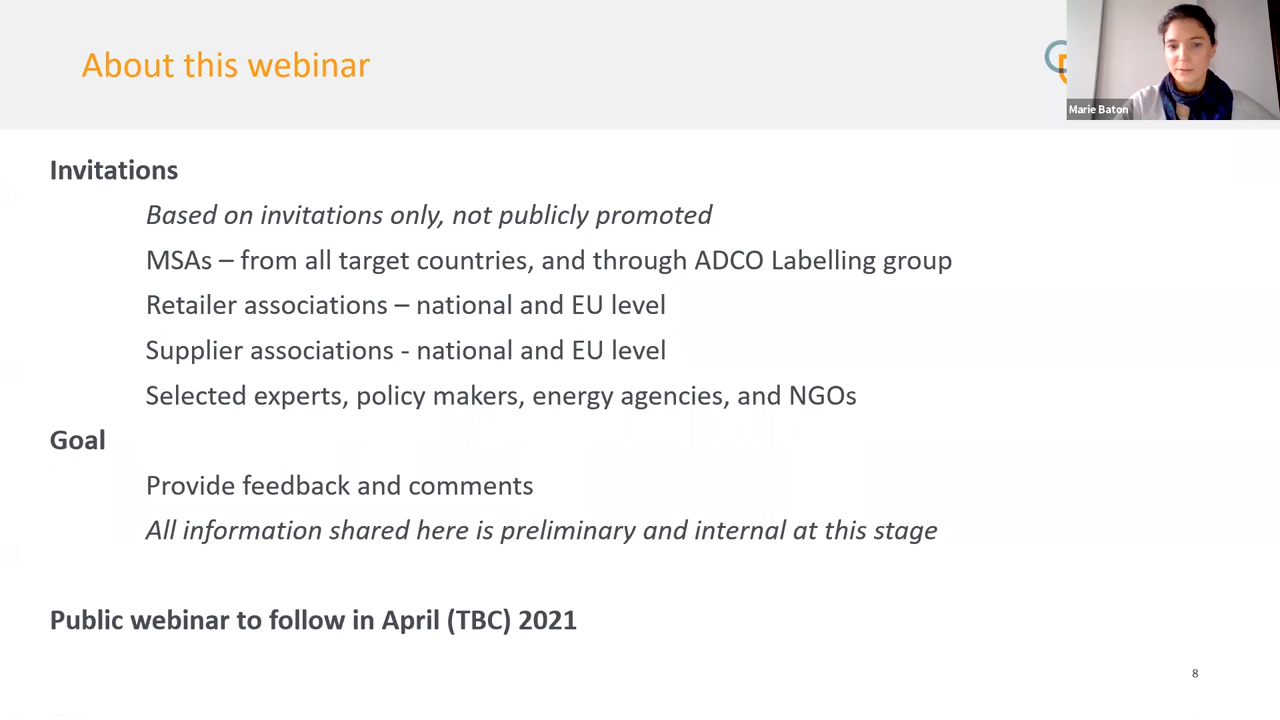 About this webinar
Marie Baton
Invitations
Based on invitations only, not publicly promoted
MSAs – from all target countries, and through ADCO Labelling group
Retailer associations – national and EU level
Supplier associations - national and EU level
Selected experts, policy makers, energy agencies, and NGOs
Goal
Provide feedback and comments
All information shared here is preliminary and internal at this stage
Public webinar to follow in April (TBC) 2021
8